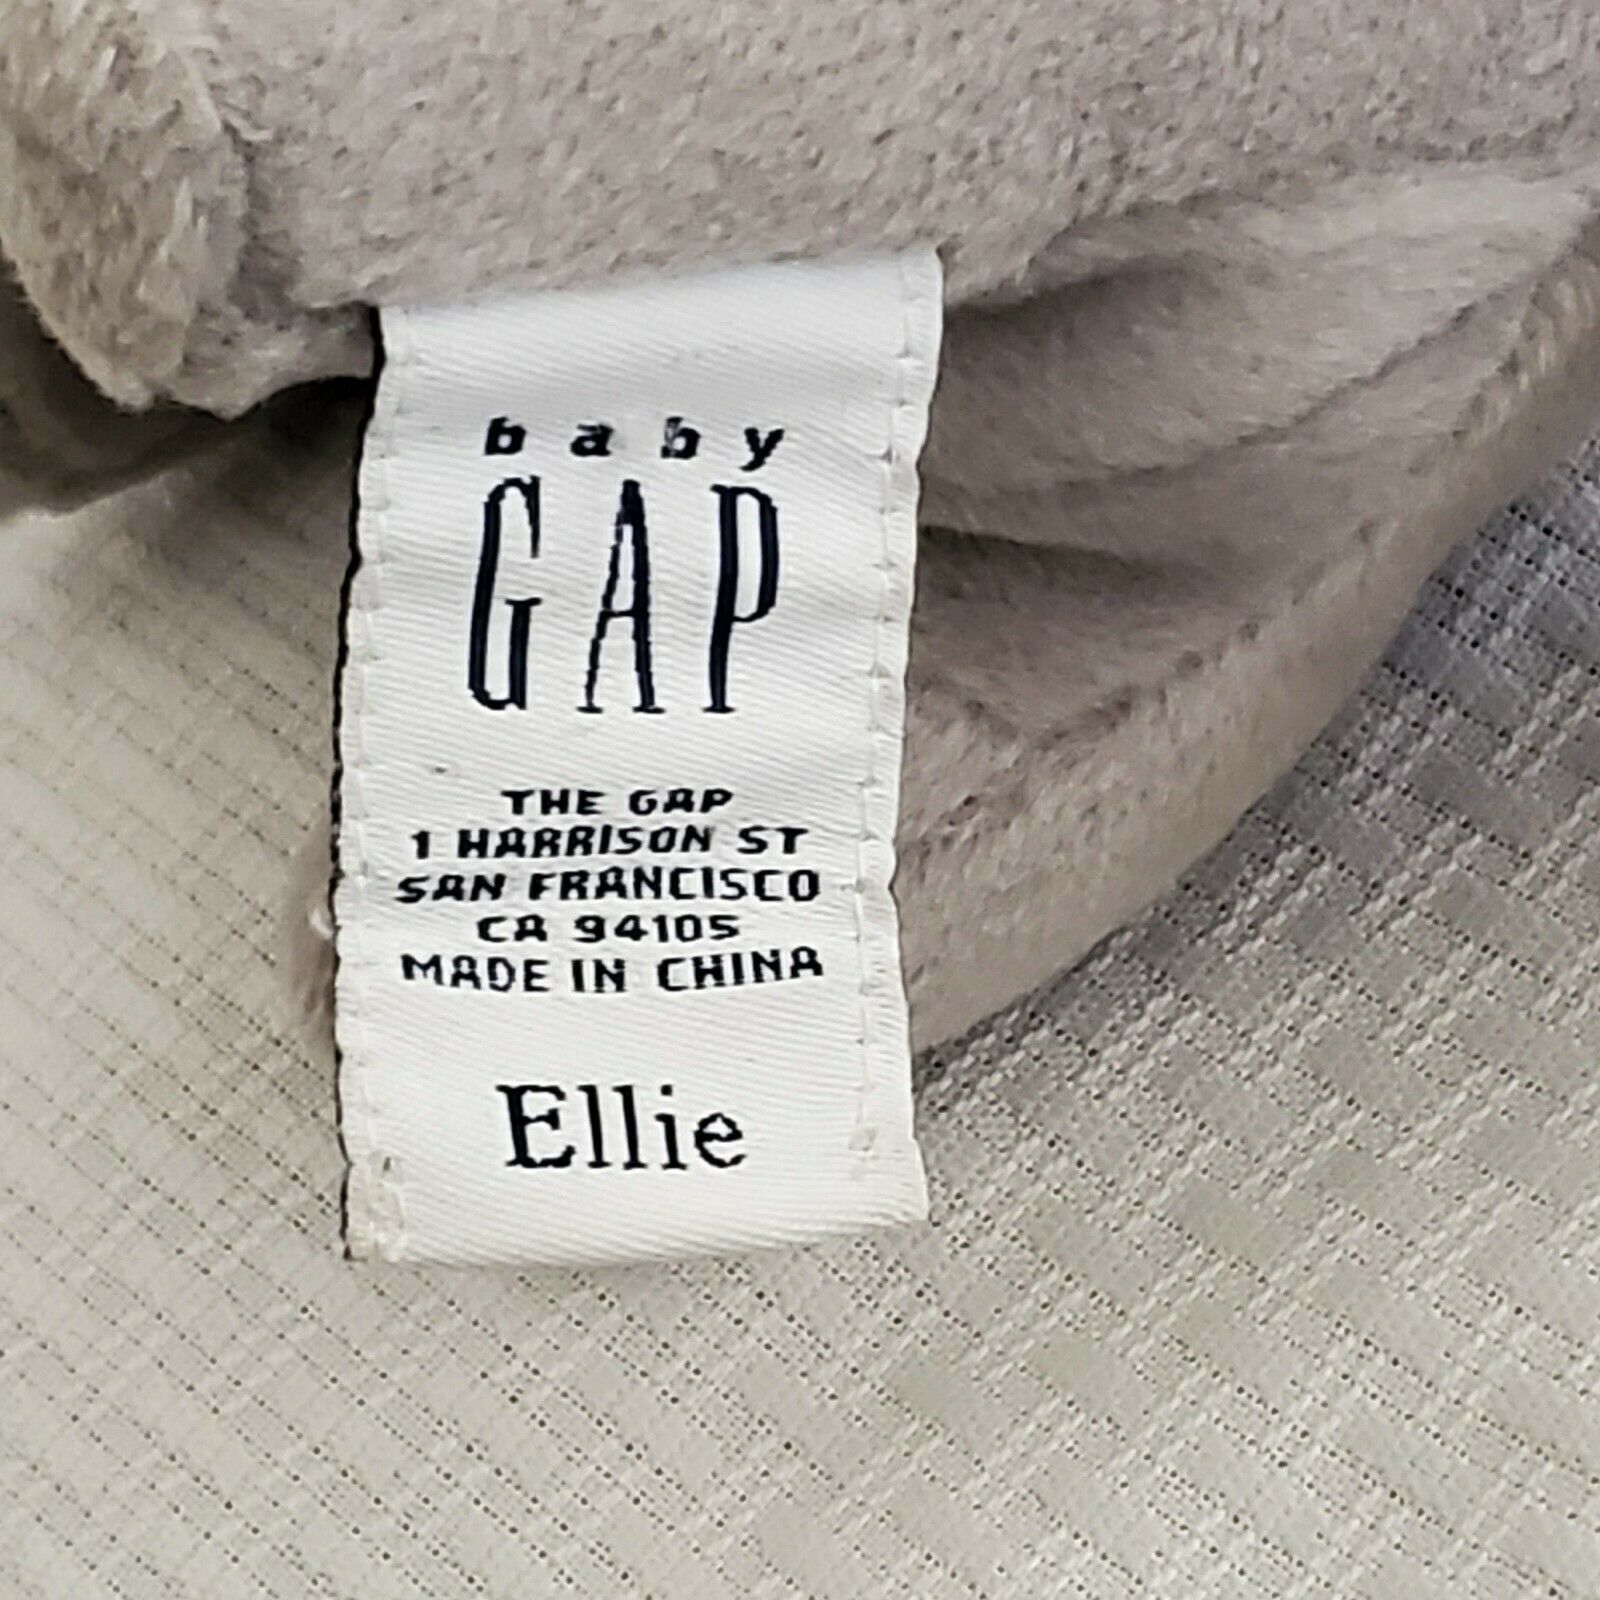 baby
GAP
THE GAP
1 HARRISON ST
SAN FRANCISCO
CA 94105
MADE IN CHINA
Ellie